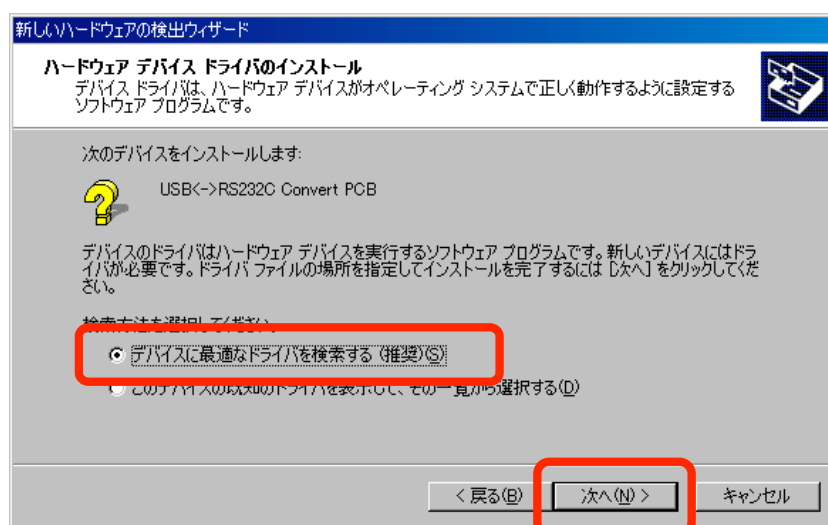 新しいハードウェアの検出ウィザード
ハードウェア デバイス ドライバのインストール
デバイス ドライバは、ハードウェア デバイスがオペレーティング システムで正しく動作するように設定する
ソフトウェア プログラムです。
次のデバイスをインストールします:
USB<->RS232C Convert PCB
デバイスのドライバはハードウェア デバイスを実行するソフトウェア プログラムです。新しいデバイスにはドラ
イバが必要です。ドライバ ファイルの場所を指定してインストールを完了するには [次へ] をクリックしてくだ
さい。
検索方法を選択してください。
デバイスに最適なドライバを検索する (推奨)(S)
このデバイスの既知のドライバを表示して、その一覧から選択する(D)
< 戻る(B)
次へ(N) >
キャンセル